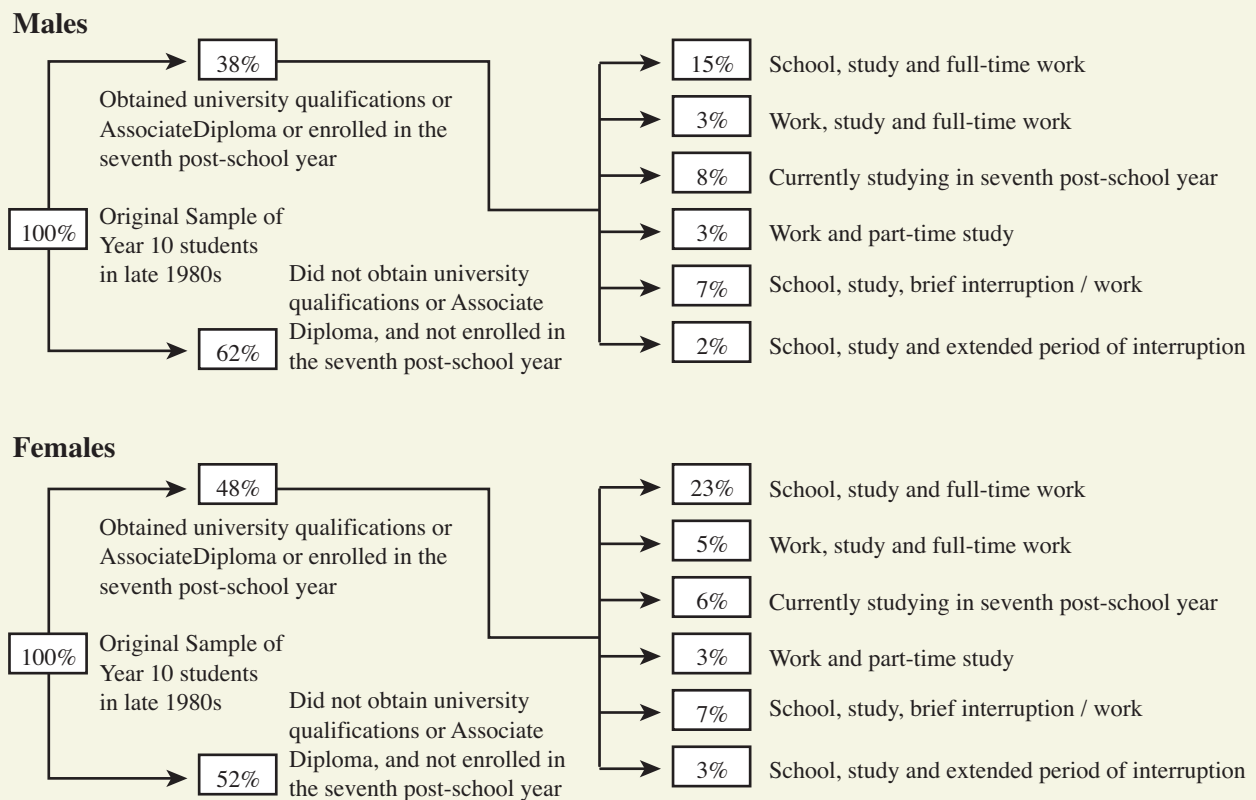 Males
38%
Obtained university qualifications or
AssociateDiploma or enrolled in the
seventh post-school year
100%
Original Sample of
Year 10 students
in late 1980s
62%
Did not obtain university
qualifications or Associate
Diploma, and not enrolled in
the seventh post-school year
15% School, study and full-time work
3% Work, study and full-time work
8% Currently studying in seventh post-school year
3% Work and part-time study
7% School, study, brief interruption / work
2% School, study and extended period of interruption
Females
48%
Obtained university qualifications or
AssociateDiploma or enrolled in the
seventh post-school year
100%
Original Sample of
Year 10 students
in late 1980s
52%
Did not obtain university
qualifications or Associate
Diploma, and not enrolled in
the seventh post-school year
23% School, study and full-time work
5% Work, study and full-time work
6% Currently studying in seventh post-school year
3% Work and part-time study
7% School, study, brief interruption / work
3% School, study and extended period of interruption